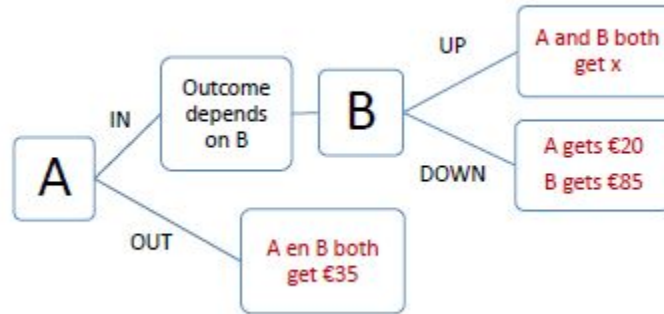 A
IN
OUT
Outcome
depends
on B
B
UP
DOWN
A and B both
get x
A gets €20
B gets €85
A en B both
get €35